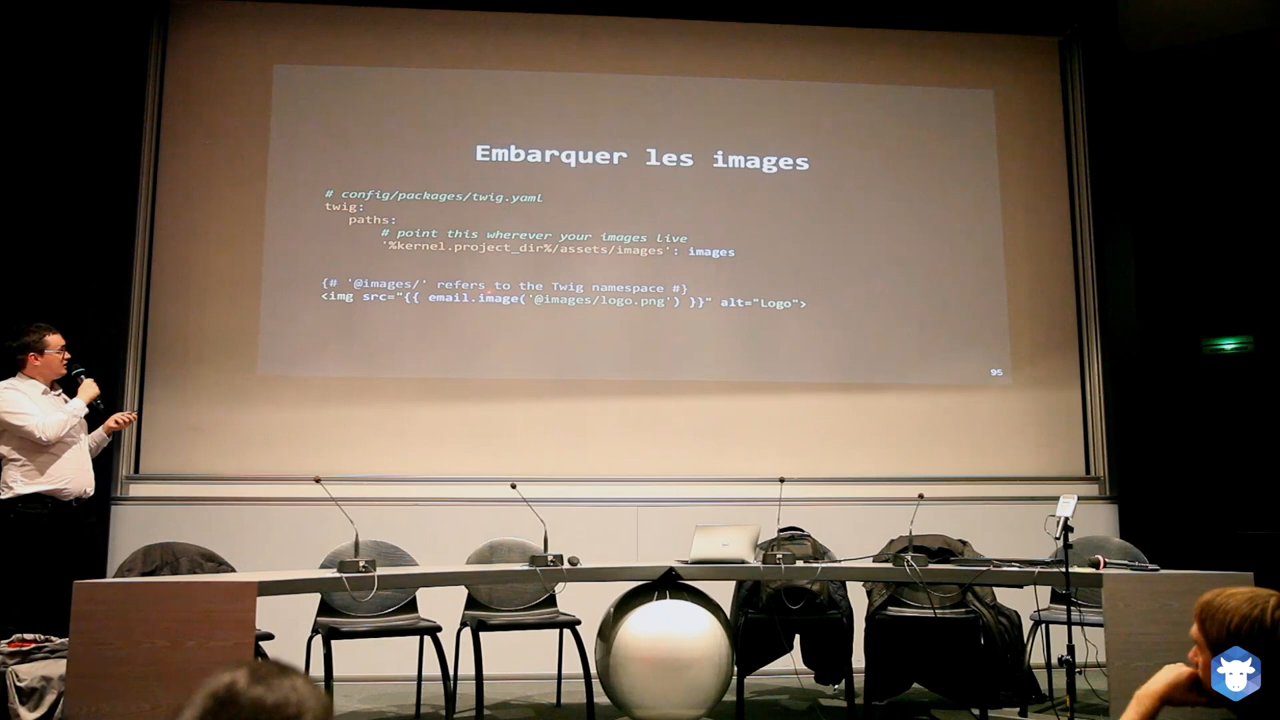 Embarquer les images
# config/packages/twig.yaml
twig:
paths:
# point this wherever your images live
'%kernel.project_dir%/assets/images': images
{# '@images/' refers to the Twig namespace #}
<img src="{{ email.image('@images/logo.png') }}" alt="Logo">
95